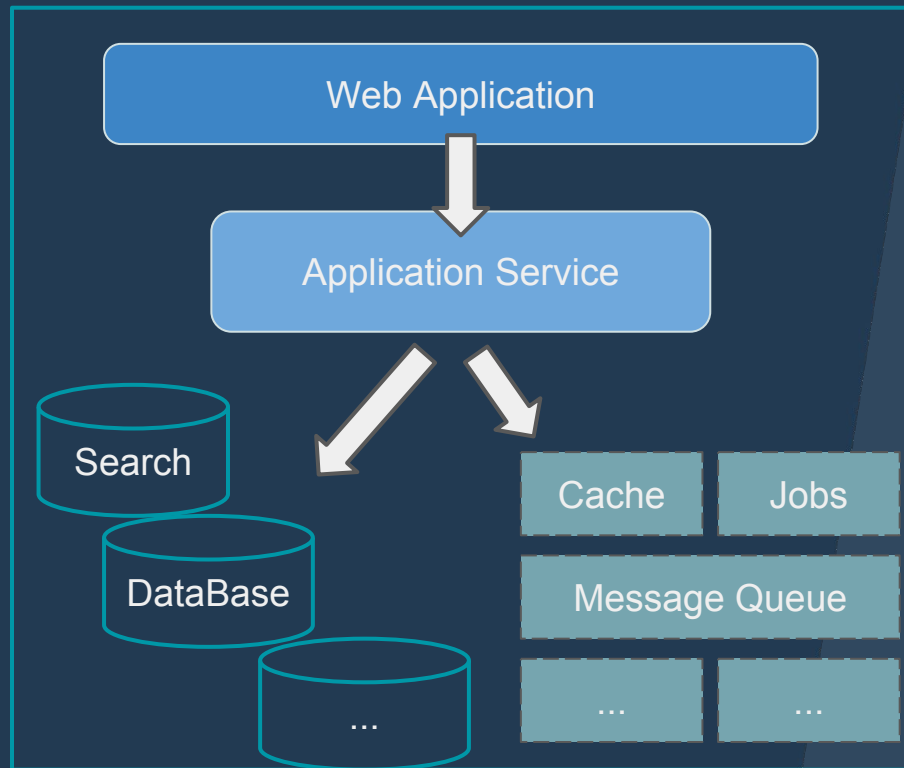 Web Application
Application Service
Search
DataBase
...
Cache
Jobs
Message Queue
...
...